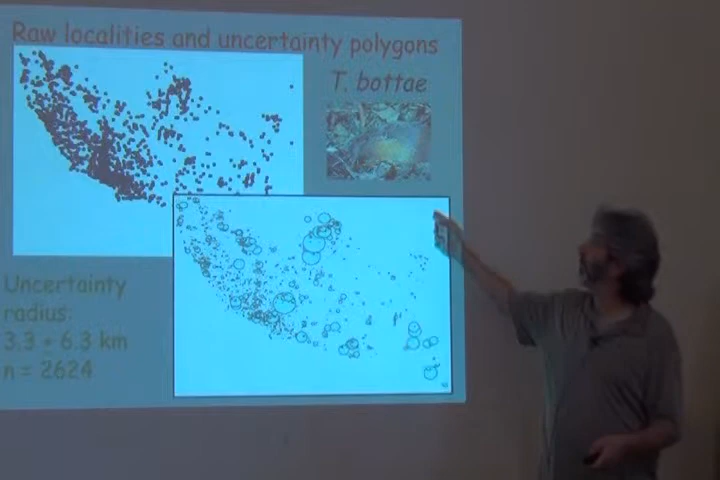 Raw localities and uncertainty polygons
T. bottae
Uncertainty
radius:
3.3 + 6.3 km
n = 2624